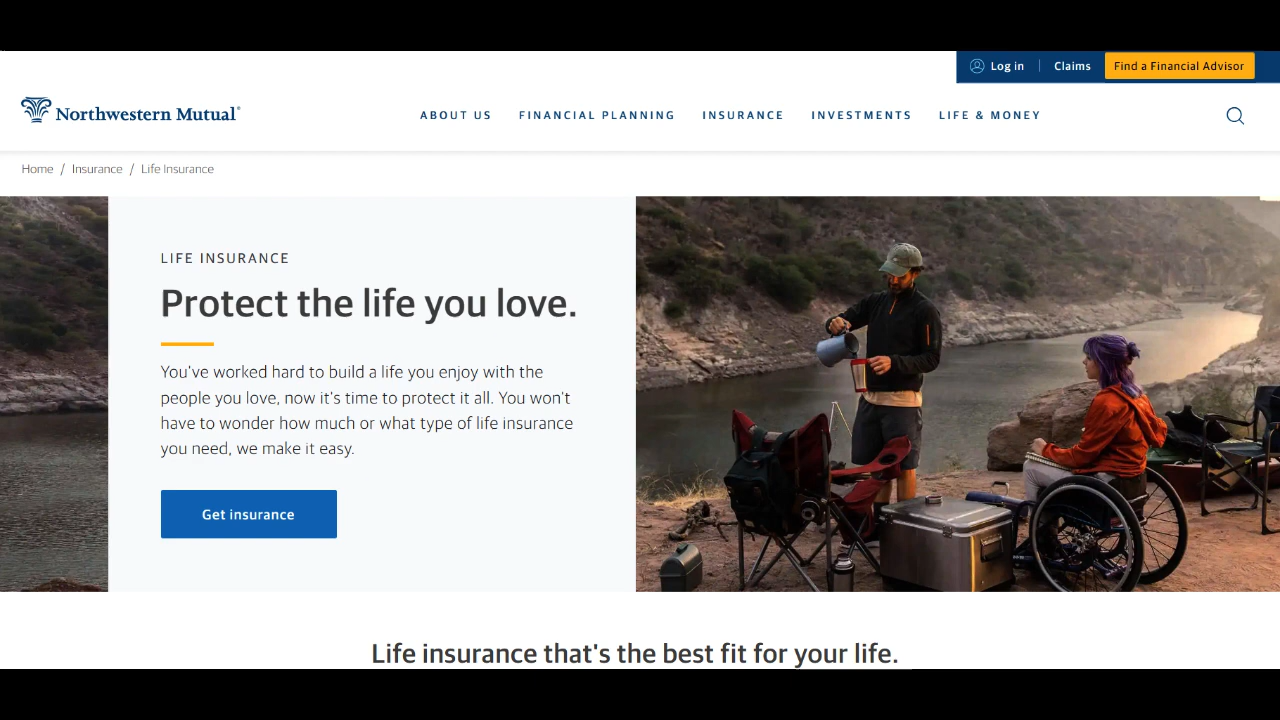 Log in
Claims
Find a Financial Advisor
Northwestern Mutual®
ABOUT US
FINANCIAL PLANNING
INSURANCE
INVESTMENTS
LIFE & MONEY
Home / Insurance / Life Insurance
LIFE INSURANCE
Protect the life you love.
You've worked hard to build a life you enjoy with the
people you love, now it's time to protect it all. You won't
have to wonder how much or what type of life insurance
you need, we make it easy.
Get insurance
Life insurance that's the best fit for your life.